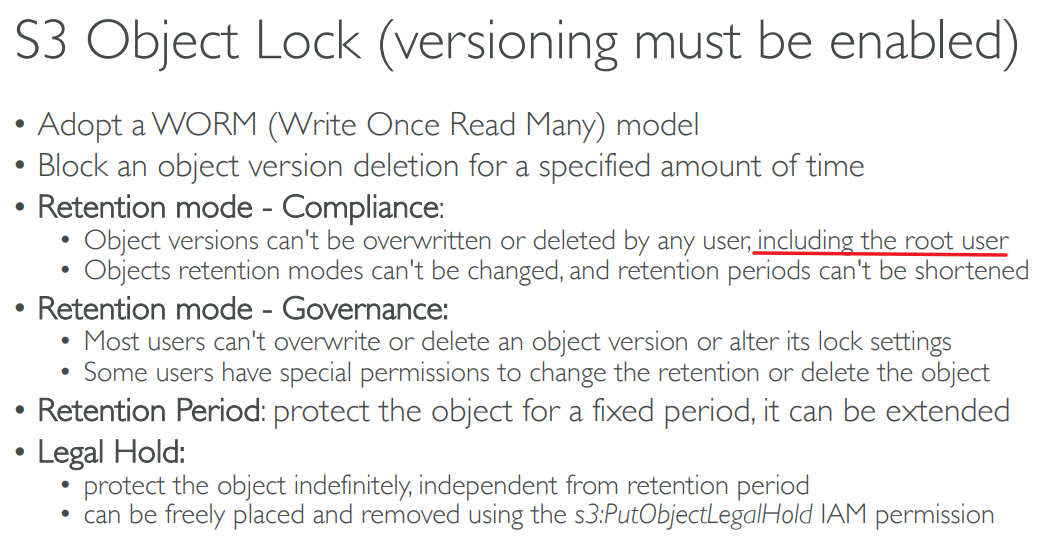 S3 Object Lock (versioning must be enabled)
• Adopt a WORM (Write Once Read Many) model
• Block an object version deletion for a specified amount of time
• Retention mode - Compliance:
• Object versions can't be overwritten or deleted by any user, including the root user
• Objects retention modes can't be changed, and retention periods can't be shortened
• Retention mode - Governance:
• Most users can't overwrite or delete an object version or alter its lock settings
• Some users have special permissions to change the retention or delete the object
• Retention Period: protect the object for a fixed period, it can be extended
• Legal Hold:
• protect the object indefinitely, independent from retention period
• can be freely placed and removed using the s3:PutObjectLegalHold IAM permission